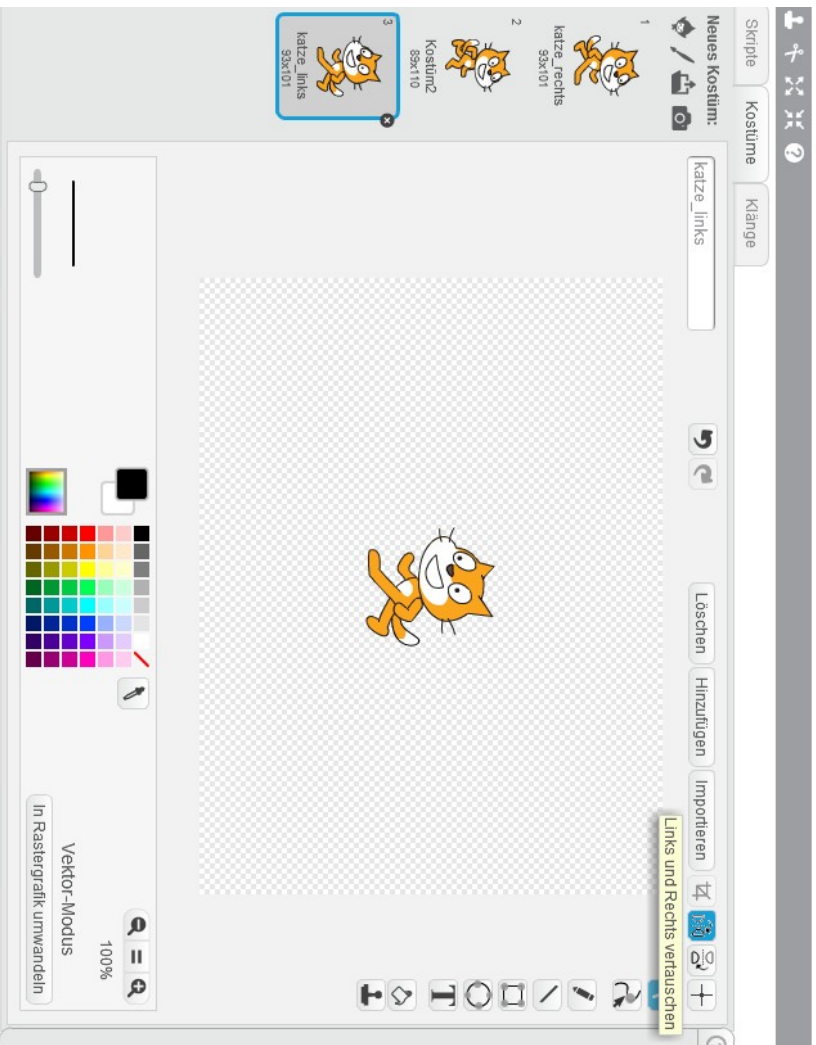 Skripte
Kostüme
Klänge
Neues Kostüm:
1
katze_rechts
93x101
2
Kostüm2
89x110
3
katze_links
93x101
katze_links
Löschen
Hinzufügen
Importieren
Links und Rechts vertauschen
T
100%
Vektor-Modus
In Rastergrafik umwandeln